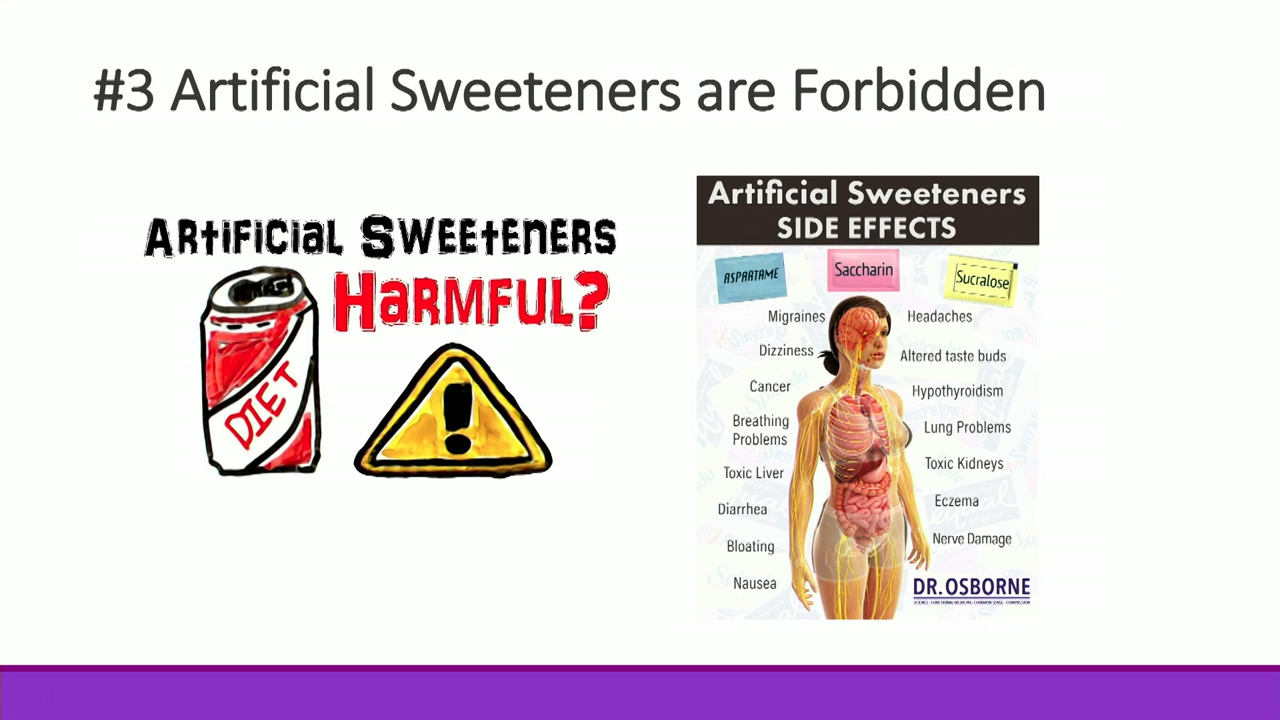 #3 Artificial Sweeteners are Forbidden
Artificial Sweeteners
Harmful?
DIET
Artificial Sweeteners
SIDE EFFECTS
ASPARTAME
Saccharin
Sucralose
Migraines
Dizziness
Cancer
Breathing
Problems
Toxic Liver
Diarrhea
Bloating
Nausea
Headaches
Altered taste buds
Hypothyroidism
Lung Problems
Toxic Kidneys
Eczema
Nerve Damage
DR. OSBORNE